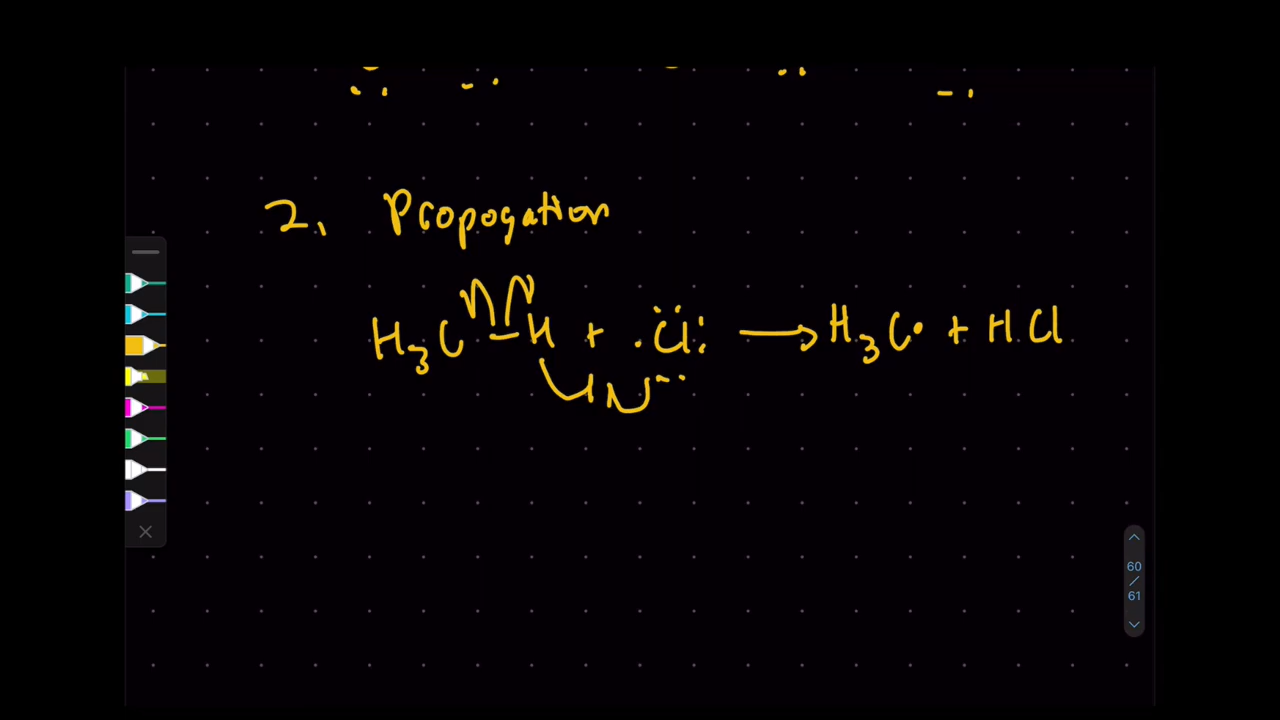 2. Propogation
H₃C–H + ·Cl: ⟶ H₃C• + HCl
60
/
61